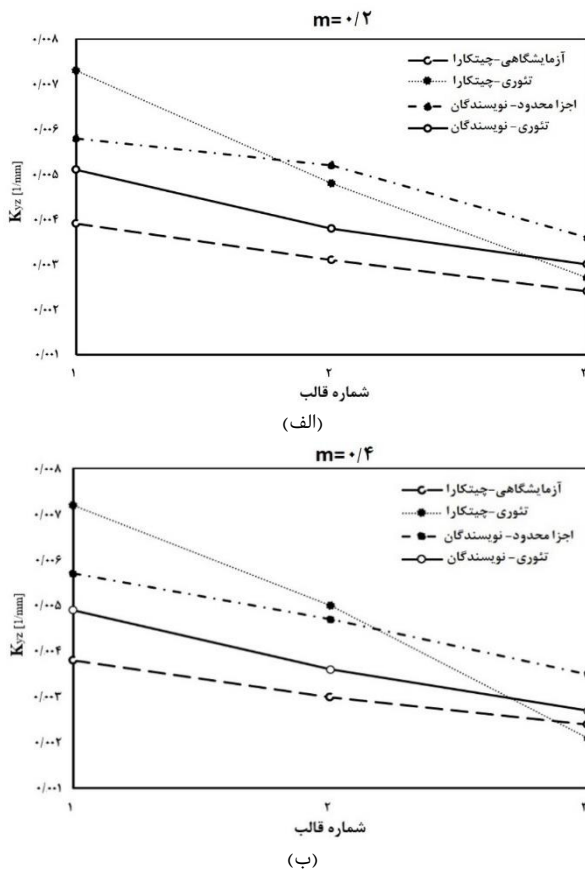 m=۰/۲
۰/۰۰۸
۰/۰۰۷
۰/۰۰۶
۰/۰۰۵
۰/۰۰۴
۰/۰۰۳
۰/۰۰۲
۰/۰۰۱
Kyz [1/mm]
آزمایشگاهی-چیتکارا
تئوری-چیتکارا
اجزا محدود- نویسندگان
تئوری- نویسندگان
۱
۲
شماره قالب
(الف)
m=۰/۴
۰/۰۰۸
۰/۰۰۷
۰/۰۰۶
۰/۰۰۵
۰/۰۰۴
۰/۰۰۳
۰/۰۰۲
۰/۰۰۱
Kyz [1/mm]
آزمایشگاهی-چیتکارا
تئوری-چیتکارا
اجزا محدود- نویسندگان
تئوری- نویسندگان
۱
۲
شماره قالب
(ب)